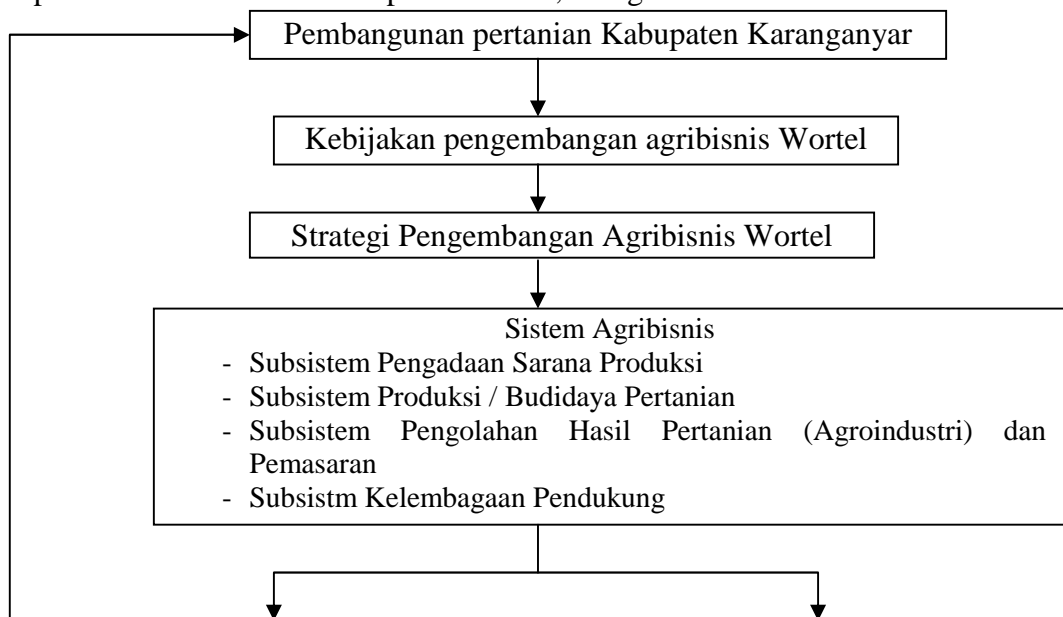 Pembangunan pertanian Kabupaten Karanganyar
Kebijakan pengembangan agribisnis Wortel
Strategi Pengembangan Agribisnis Wortel
Sistem Agribisnis
- Subsistem Pengadaan Sarana Produksi
- Subsistem Produksi / Budidaya Pertanian
- Subsistem Pengolahan Hasil Pertanian (Agroindustri) dan
Pemasaran
- Subsistm Kelembagaan Pendukung